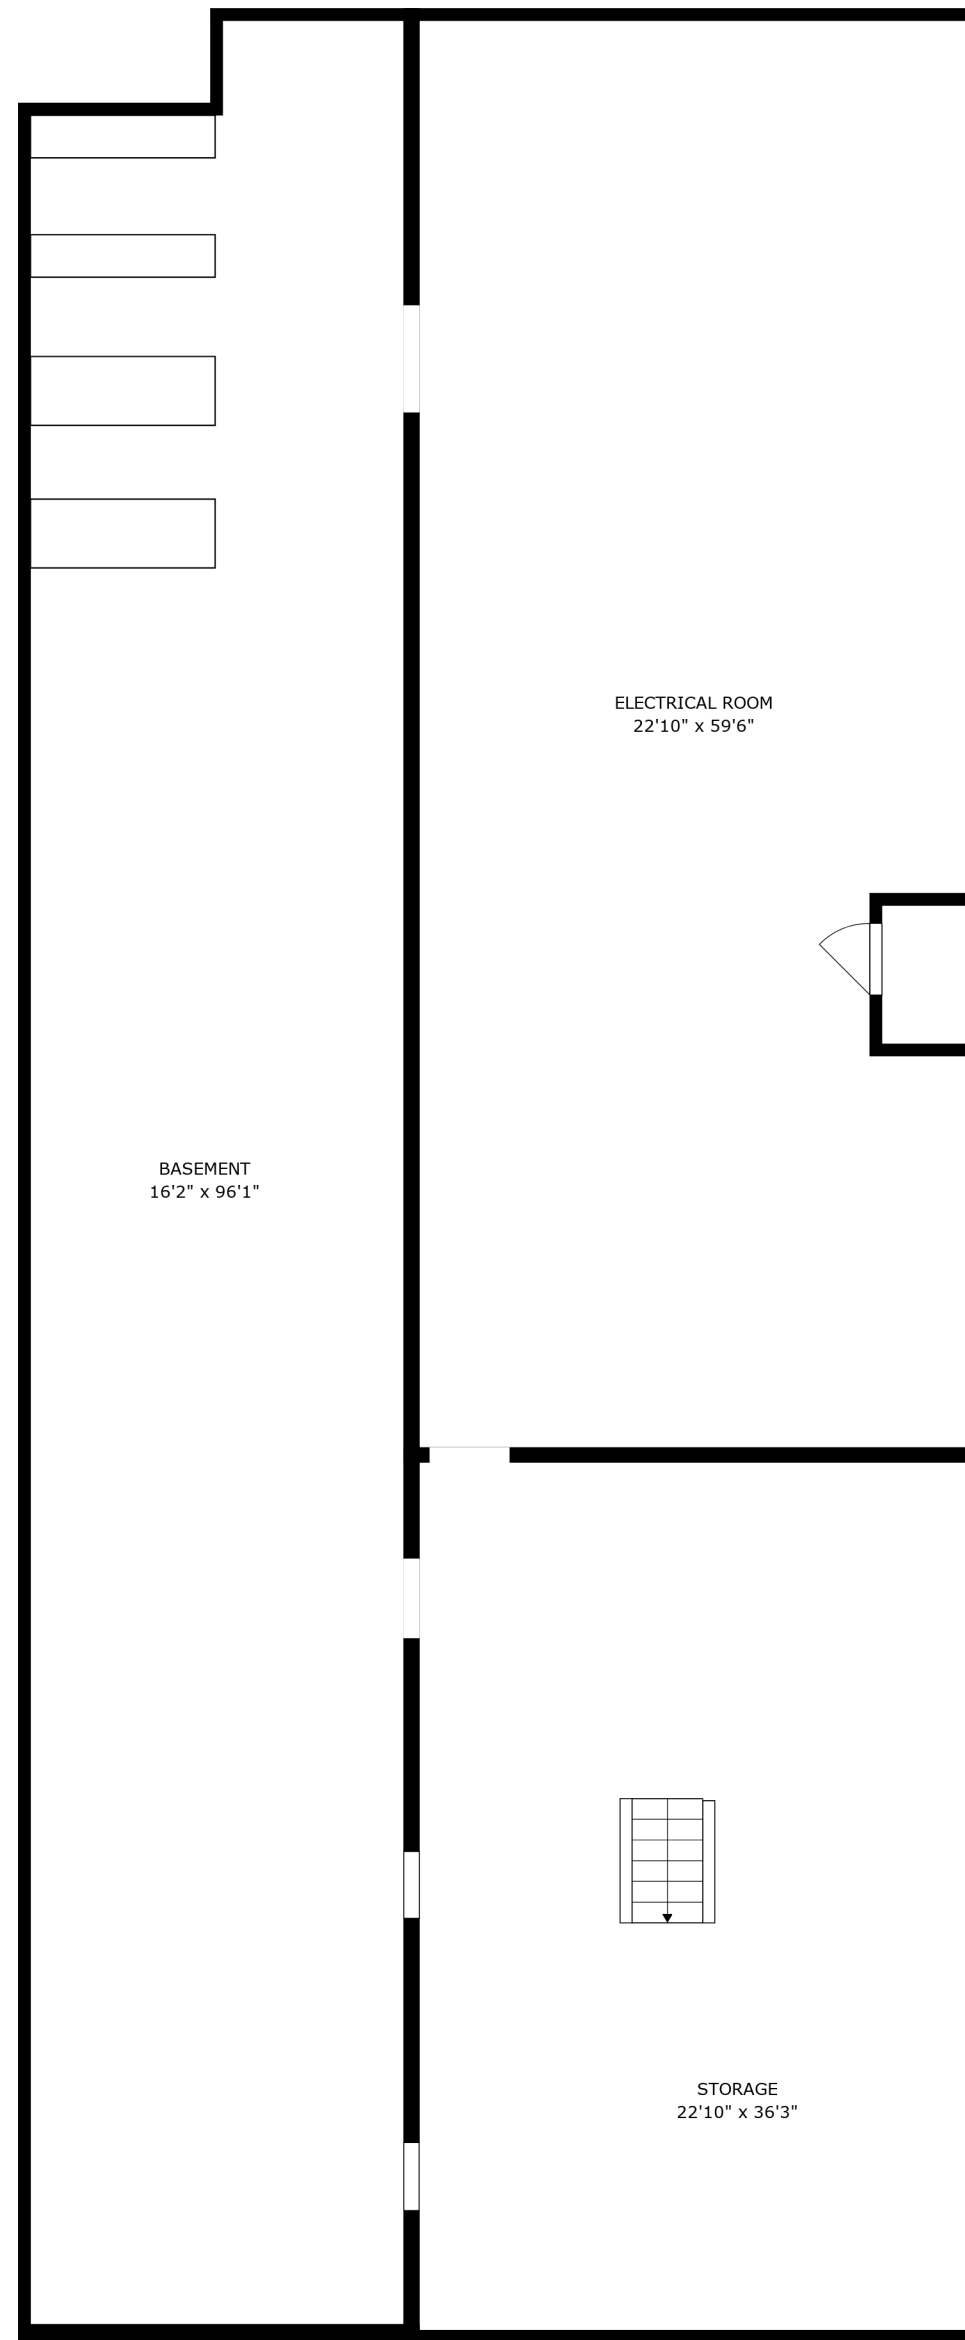 ELECTRICAL ROOM
22'10" x 59'6"
BASEMENT
16'2" x 96'1"
STORAGE
22'10" x 36'3"